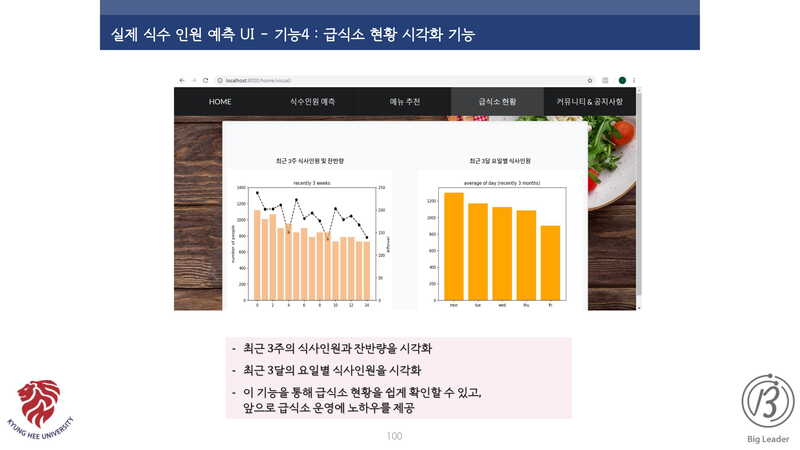 실제 식수 인원 예측 UI - 기능4 : 급식소 현황 시각화 기능
localhost:8000/home/visual/
HOME 식수인원 예측 메뉴 추천 급식소 현황 커뮤니티 & 공지사항
최근 3주 식사인원 및 잔반량
최근 3달 요일별 식사인원
recently 3 weeks
average of day (recently 3 months)
number of people
1400
1200
1000
800
600
400
200
0
250
200
150
100
50
0
0 2 4 6 8 10 12 14
1200
1000
800
600
400
200
0
mon tue wed thu fri
- 최근 3주의 식사인원과 잔반량을 시각화
- 최근 3달의 요일별 식사인원을 시각화
- 이 기능을 통해 급식소 현황을 쉽게 확인할 수 있고,
앞으로 급식소 운영에 노하우를 제공
KYUNG HEE UNIVERSITY
100
Big Leader